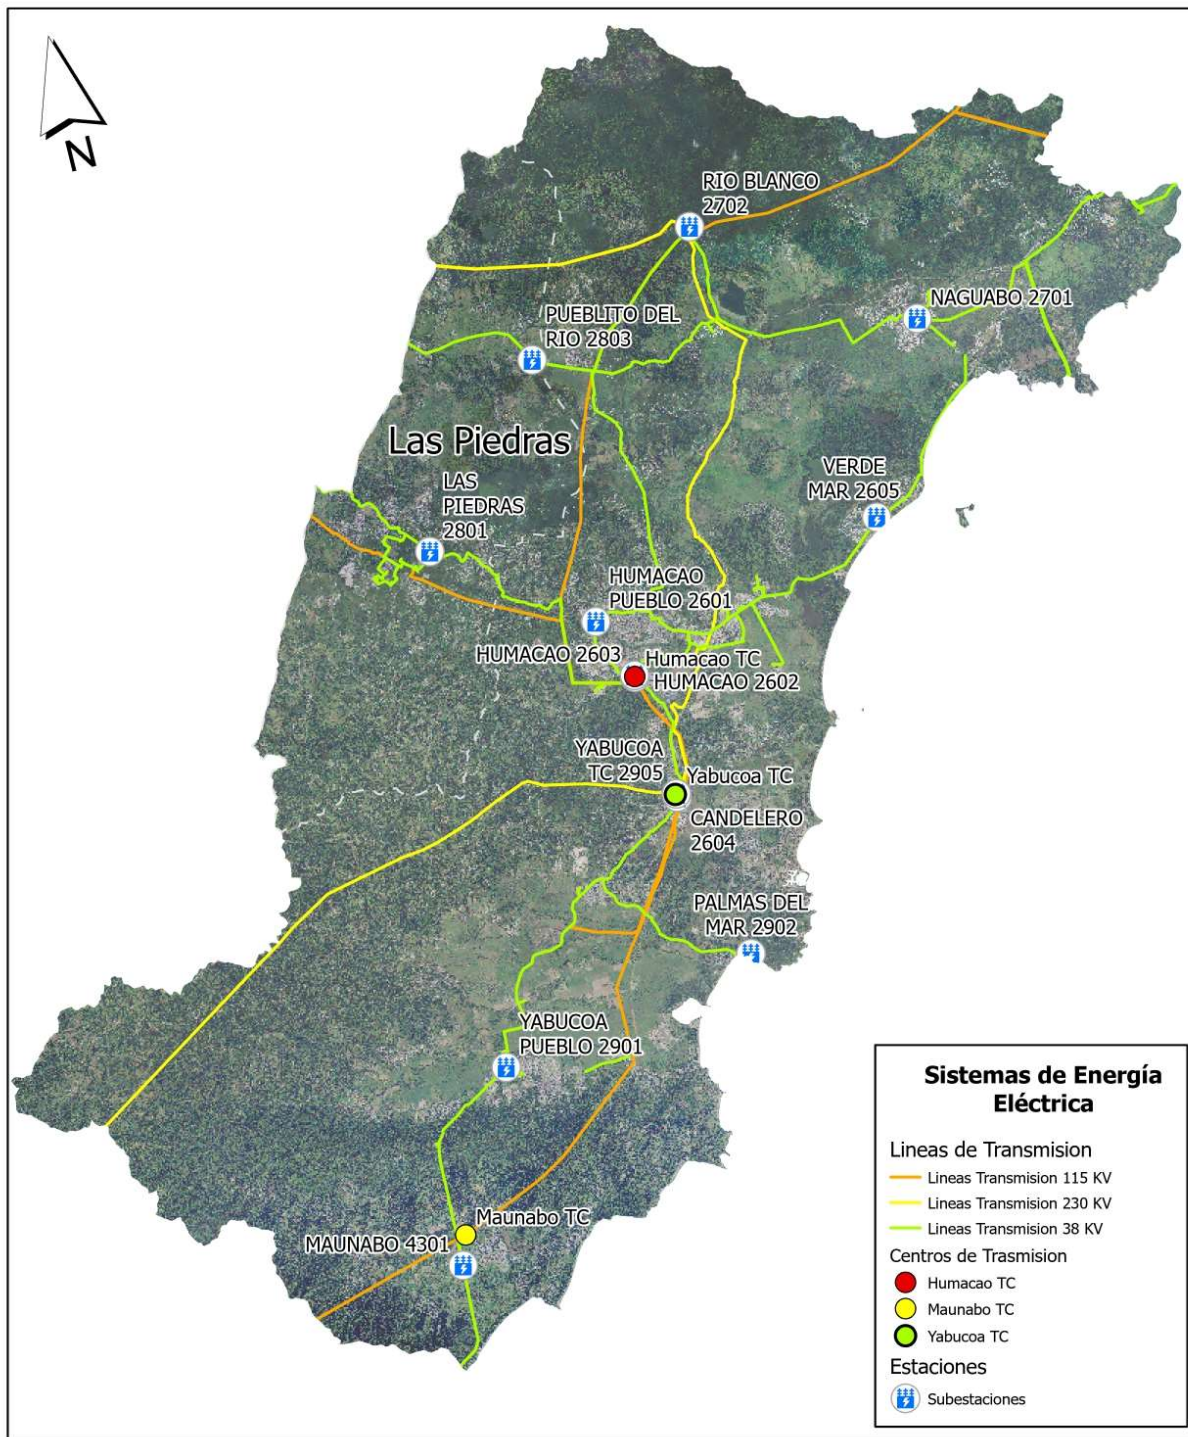 N
RIO BLANCO
2702
NAGUABO 2701
PUEBLITO DEL
RIO 2803
Las Piedras
VERDE
MAR 2605
LAS
PIEDRAS
2801
HUMACAO
PUEBLO 2601
HUMACAO 2603
Humacao TC
HUMACAO 2602
YABUCOA
TC 2905
Yabucoa TC
CANDELERO
2604
PALMAS DEL
MAR 2902
YABUCOA
PUEBLO 2901
Maunabo TC
MAUNABO 4301
Sistemas de Energía
Eléctrica
Lineas de Transmision
Lineas Transmision 115 KV
Lineas Transmision 230 KV
Lineas Transmision 38 KV
Centros de Trasmision
Humacao TC
Maunabo TC
Yabucoa TC
Estaciones
Subestaciones